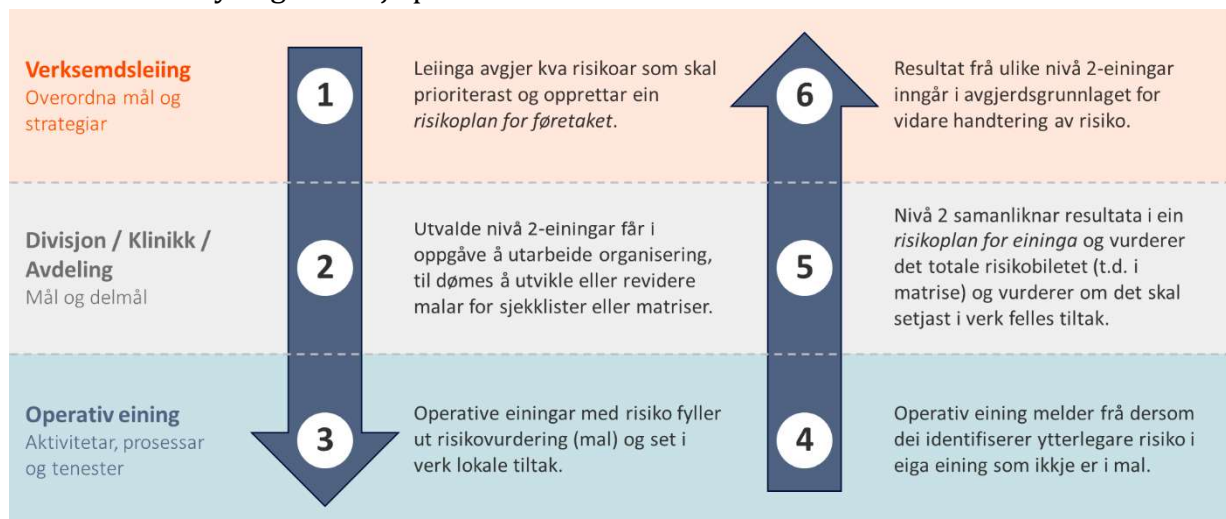 Verksemdsleiing
Overordna mål og
strategiar
1
Leiinga avgjer kva risikoar som skal
prioriterast og opprettar ein
risikoplan for føretaket.
6
Resultat frå ulike nivå 2-einingar
inngår i avgjerdsgrunnlaget for
vidare handtering av risiko.
Divisjon / Klinikk /
Avdeling
Mål og delmål
2
Utvalde nivå 2-einingar får i
oppgåve å utarbeide organisering,
til dømes å utvikle eller revidere
malar for sjekklister eller matriser.
5
Nivå 2 samanliknar resultata i ein
risikoplan for eininga og vurderer
det totale risikobiletet (t.d. i
matrise) og vurderer om det skal
setjast i verk felles tiltak.
Operativ eining
Aktivitetar, prosessar
og tenester
3
Operative einingar med risiko fyller
ut risikovurdering (mal) og set i
verk lokale tiltak.
4
Operativ eining melder frå dersom
dei identifiserer ytterlegare risiko i
eiga eining som ikkje er i mal.